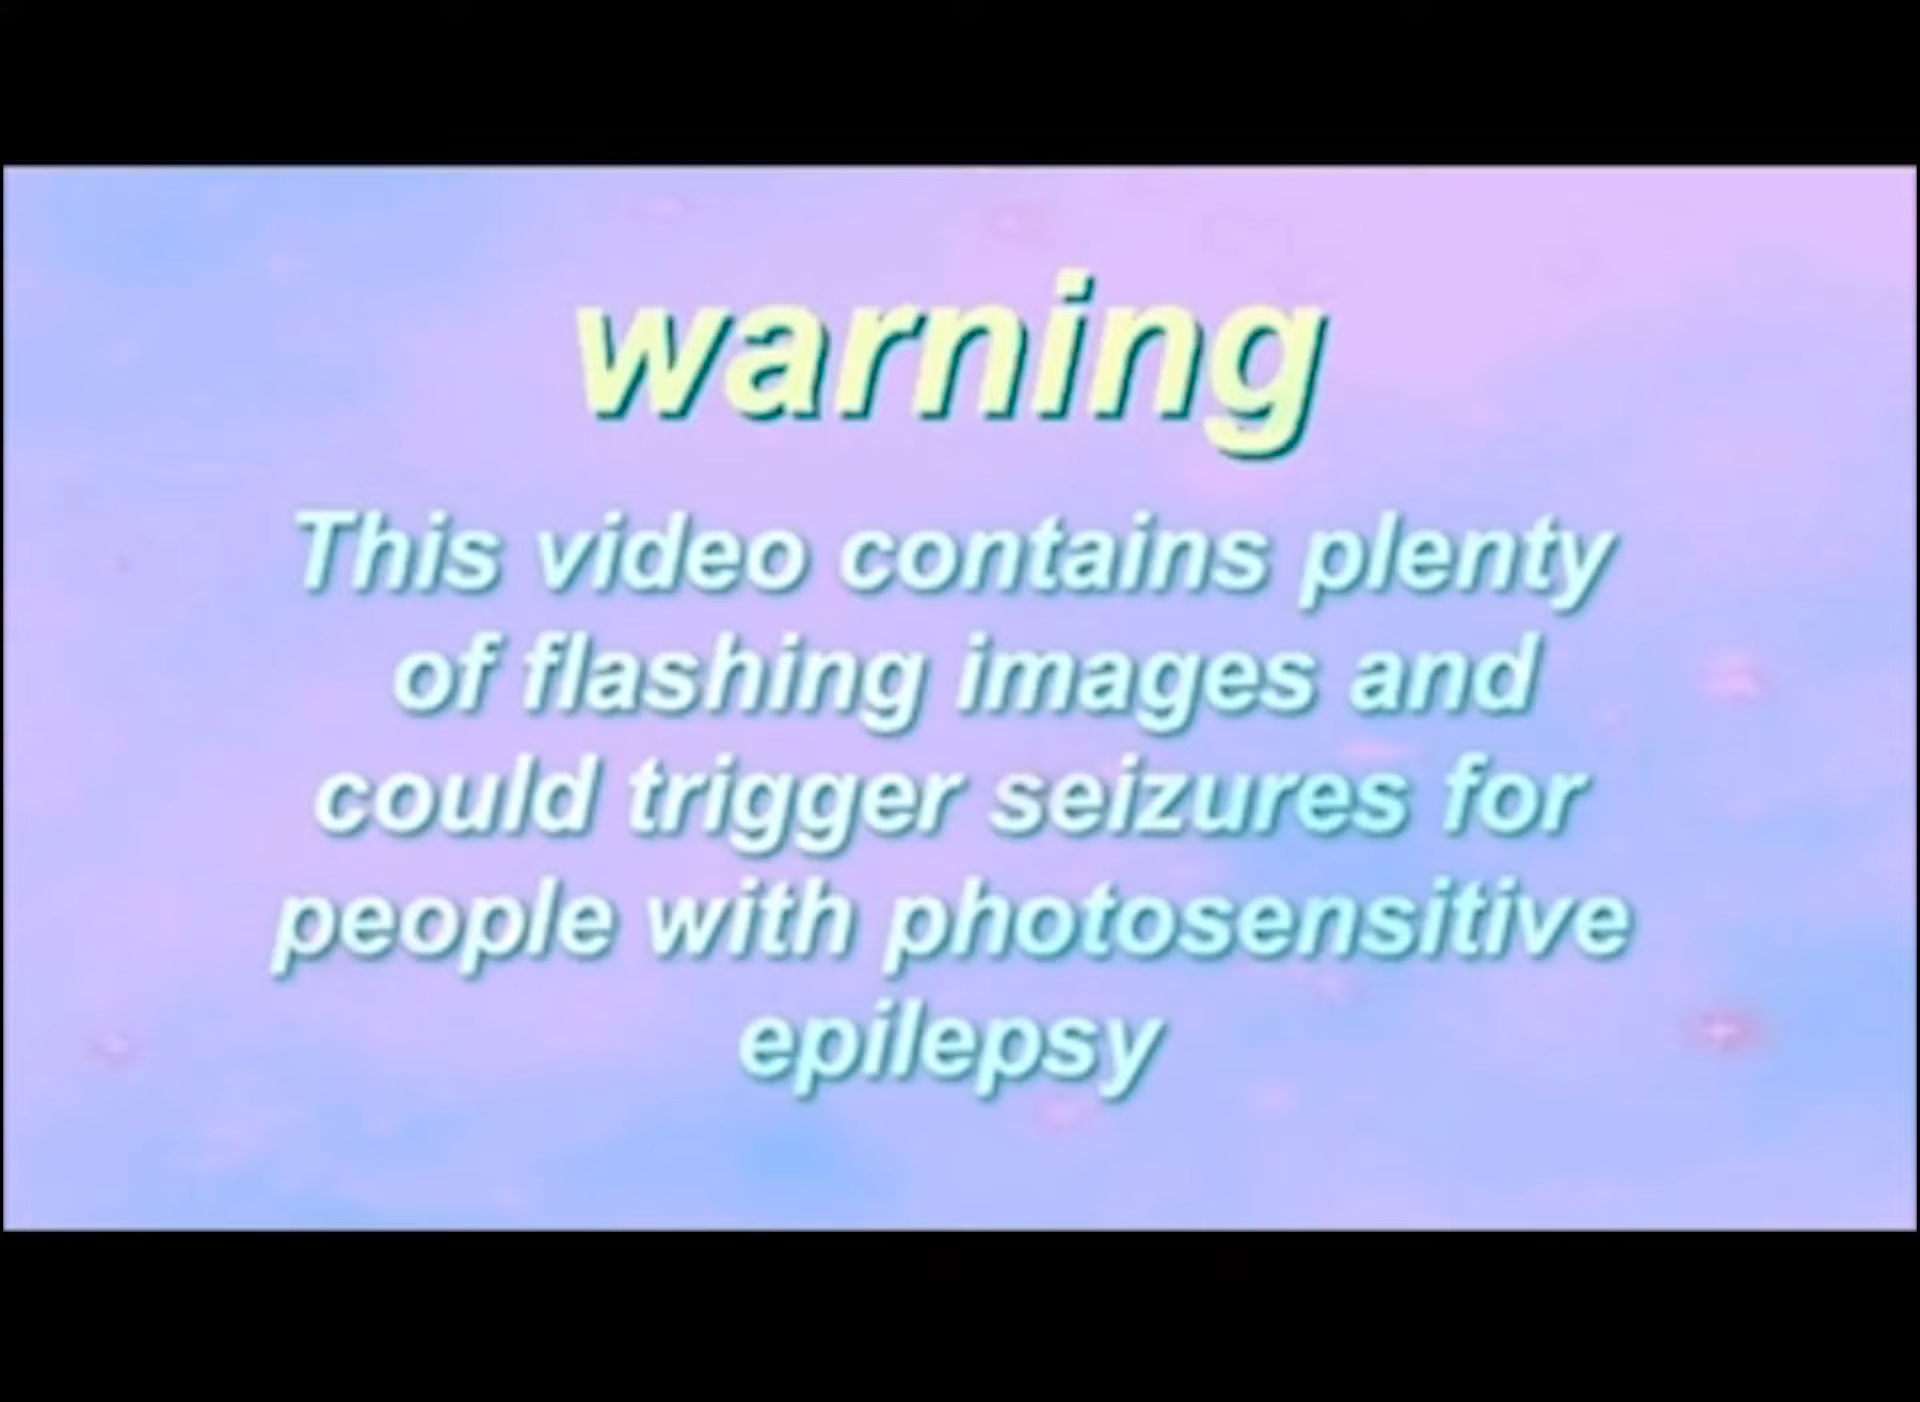 warning
This video contains plenty
of flashing images and
could trigger seizures for
people with photosensitive
epilepsy